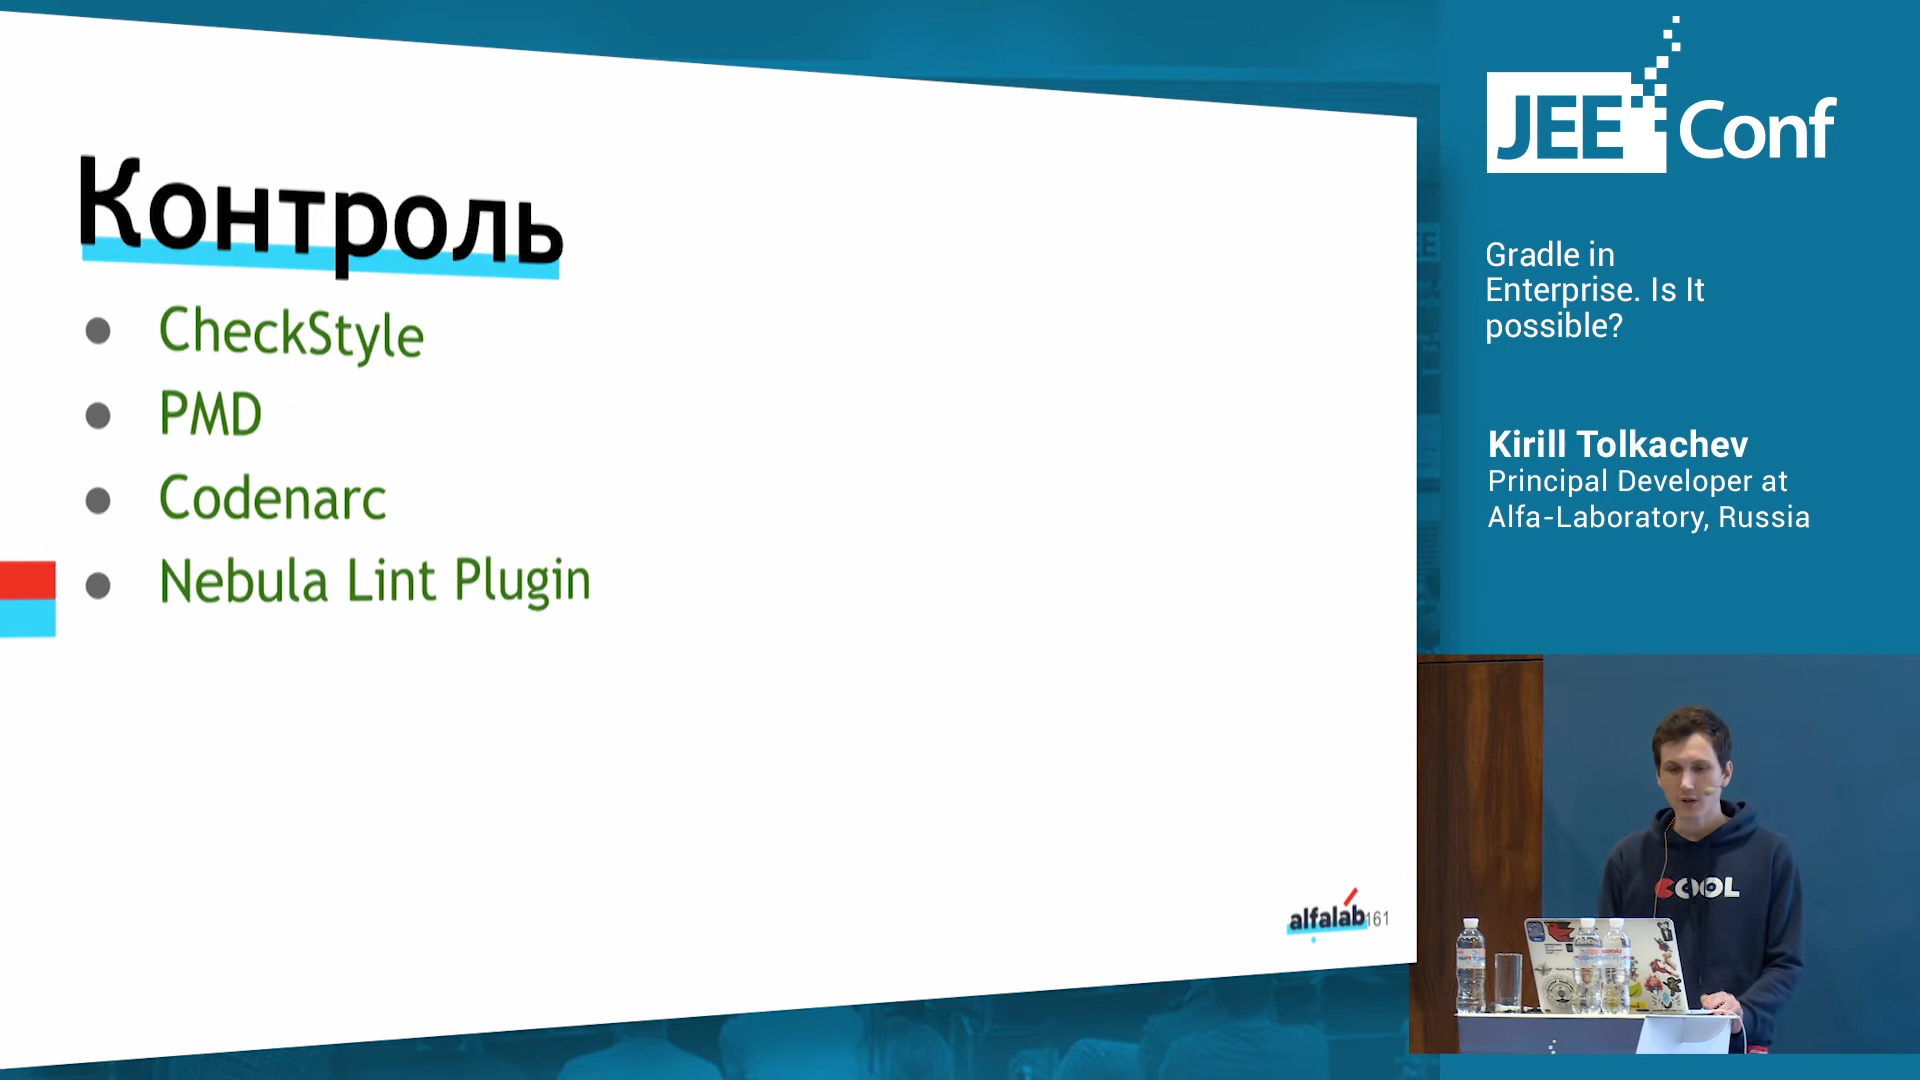 Контроль
CheckStyle
PMD
Codenarc
Nebula Lint Plugin
alfalab
161
JEE Conf
Gradle in
Enterprise. Is It
possible?
Kirill Tolkachev
Principal Developer at
Alfa-Laboratory, Russia
COOL